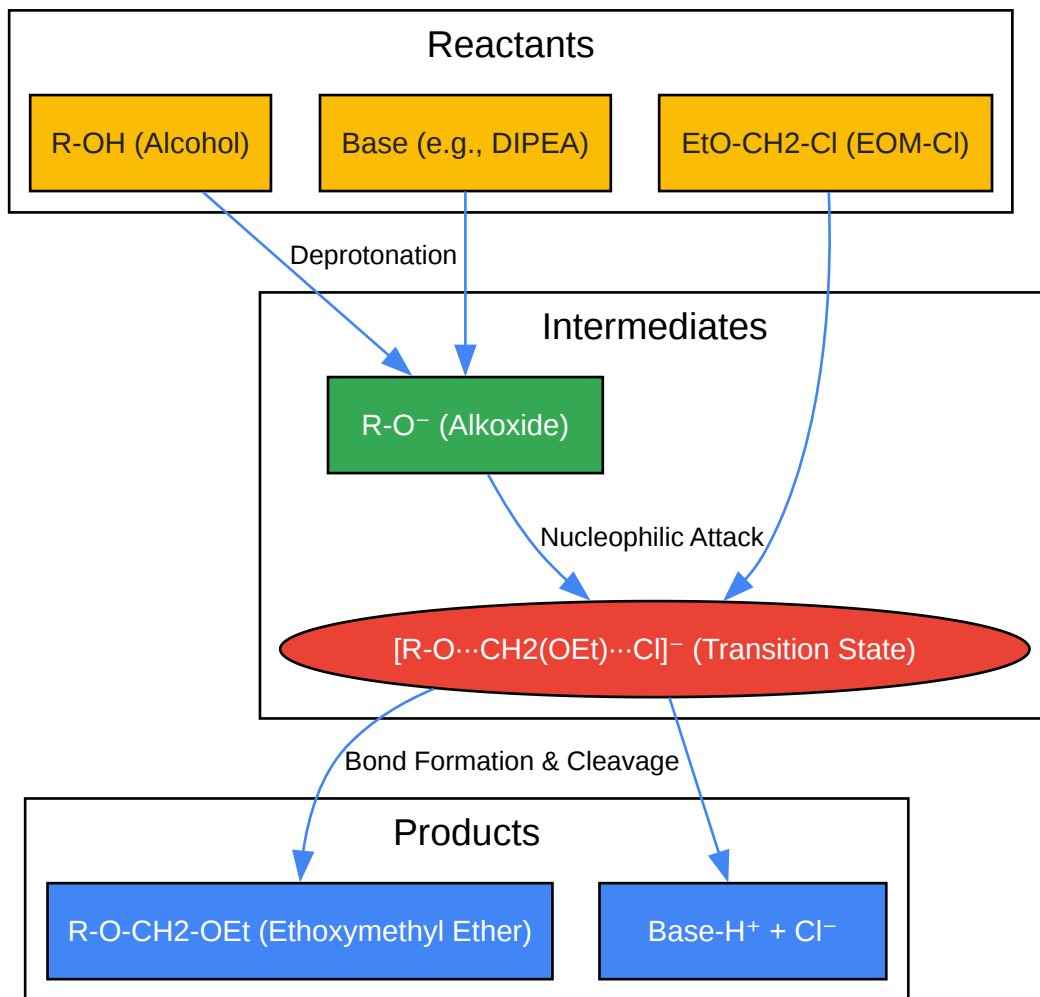 Reactants
R-OH (Alcohol)
Base (e.g., DIPEA)
EtO-CH2-Cl (EOM-Cl)
Deprotonation
Intermediates
R-O⁻ (Alkoxide)
Nucleophilic Attack
[R-O···CH2(OEt)···Cl]⁻ (Transition State)
Bond Formation & Cleavage
Products
R-O-CH2-OEt (Ethoxymethyl Ether)
Base-H⁺ + Cl⁻